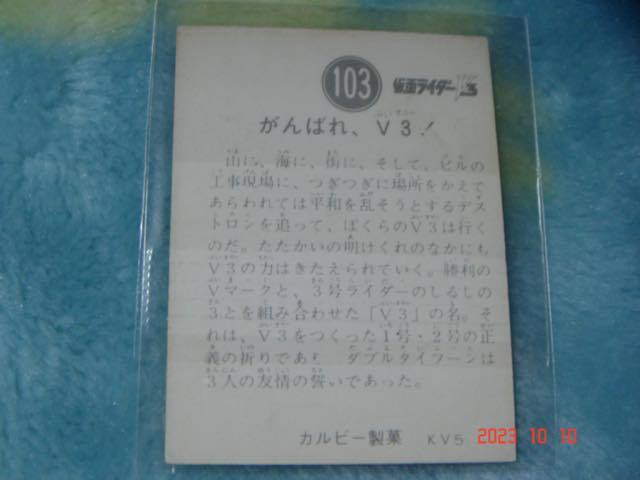 103
仮面ライダーV3
がんばれ、V3!
山に、海に、街に、そして、ビルの
工事現場に、つぎつぎに場所をかえて
あらわれては平和を乱そうとするデス
トロンを追って、ぼくらのV3は行く
のだ。たたかいの明けくれのなかにも
V3の力はきたえられていく。勝利の
Vマークと、3号ライダーのしるしの
3とを組み合わせた「V3」の名。そ
れは、V3をつくった1号・2号の正
義の祈りであり ダブルタイフーンは
3人の友情の誓いであった。
カルビー製菓 KV5
2023 10 10